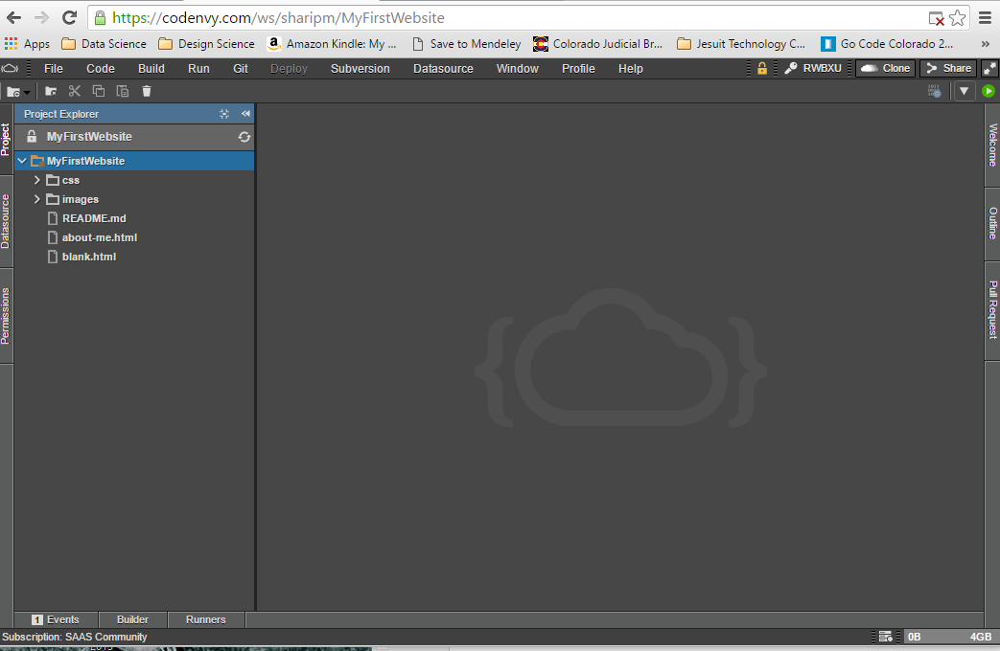 https://codenvy.com/ws/sharipm/MyFirstWebsite
Apps Data Science Design Science Amazon Kindle: My ... Save to Mendeley Colorado Judicial Br... Jesuit Technology C... Go Code Colorado 2... »
File Code Build Run Git Deploy Subversion Datasource Window Profile Help RWBXU Clone Share
Project Explorer
MyFirstWebsite
MyFirstWebsite
css
images
README.md
about-me.html
blank.html
Project
Datasource
Permissions
Welcome
Outline
Pull Request
1 Events Builder Runners
Subscription: SAAS Community 0B 4GB